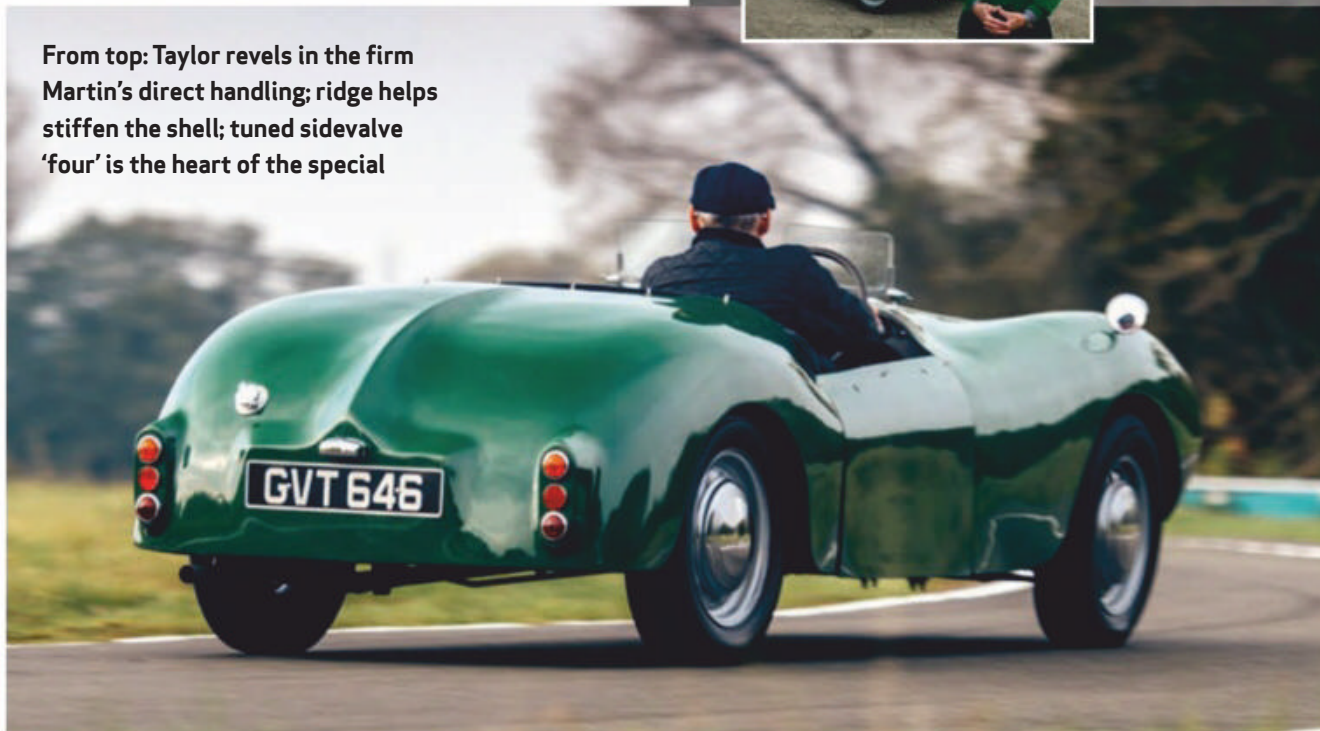 From top: Taylor revels in the firm
Martin’s direct handling; ridge helps
stiffen the shell; tuned sidevalve
‘four’ is the heart of the special
GVT 646